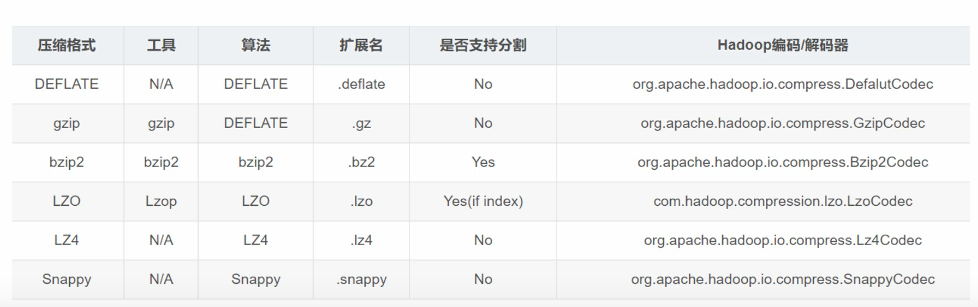 压缩格式 工具 算法 扩展名 是否支持分割 Hadoop编码/解码器
DEFLATE N/A DEFLATE .deflate No org.apache.hadoop.io.compress.DefalutCodec
gzip gzip DEFLATE .gz No org.apache.hadoop.io.compress.GzipCodec
bzip2 bzip2 bzip2 .bz2 Yes org.apache.hadoop.io.compress.Bzip2Codec
LZO Lzop LZO .lzo Yes(if index) com.hadoop.compression.lzo.LzoCodec
LZ4 N/A LZ4 .lz4 No org.apache.hadoop.io.compress.Lz4Codec
Snappy N/A Snappy .snappy No org.apache.hadoop.io.compress.SnappyCodec